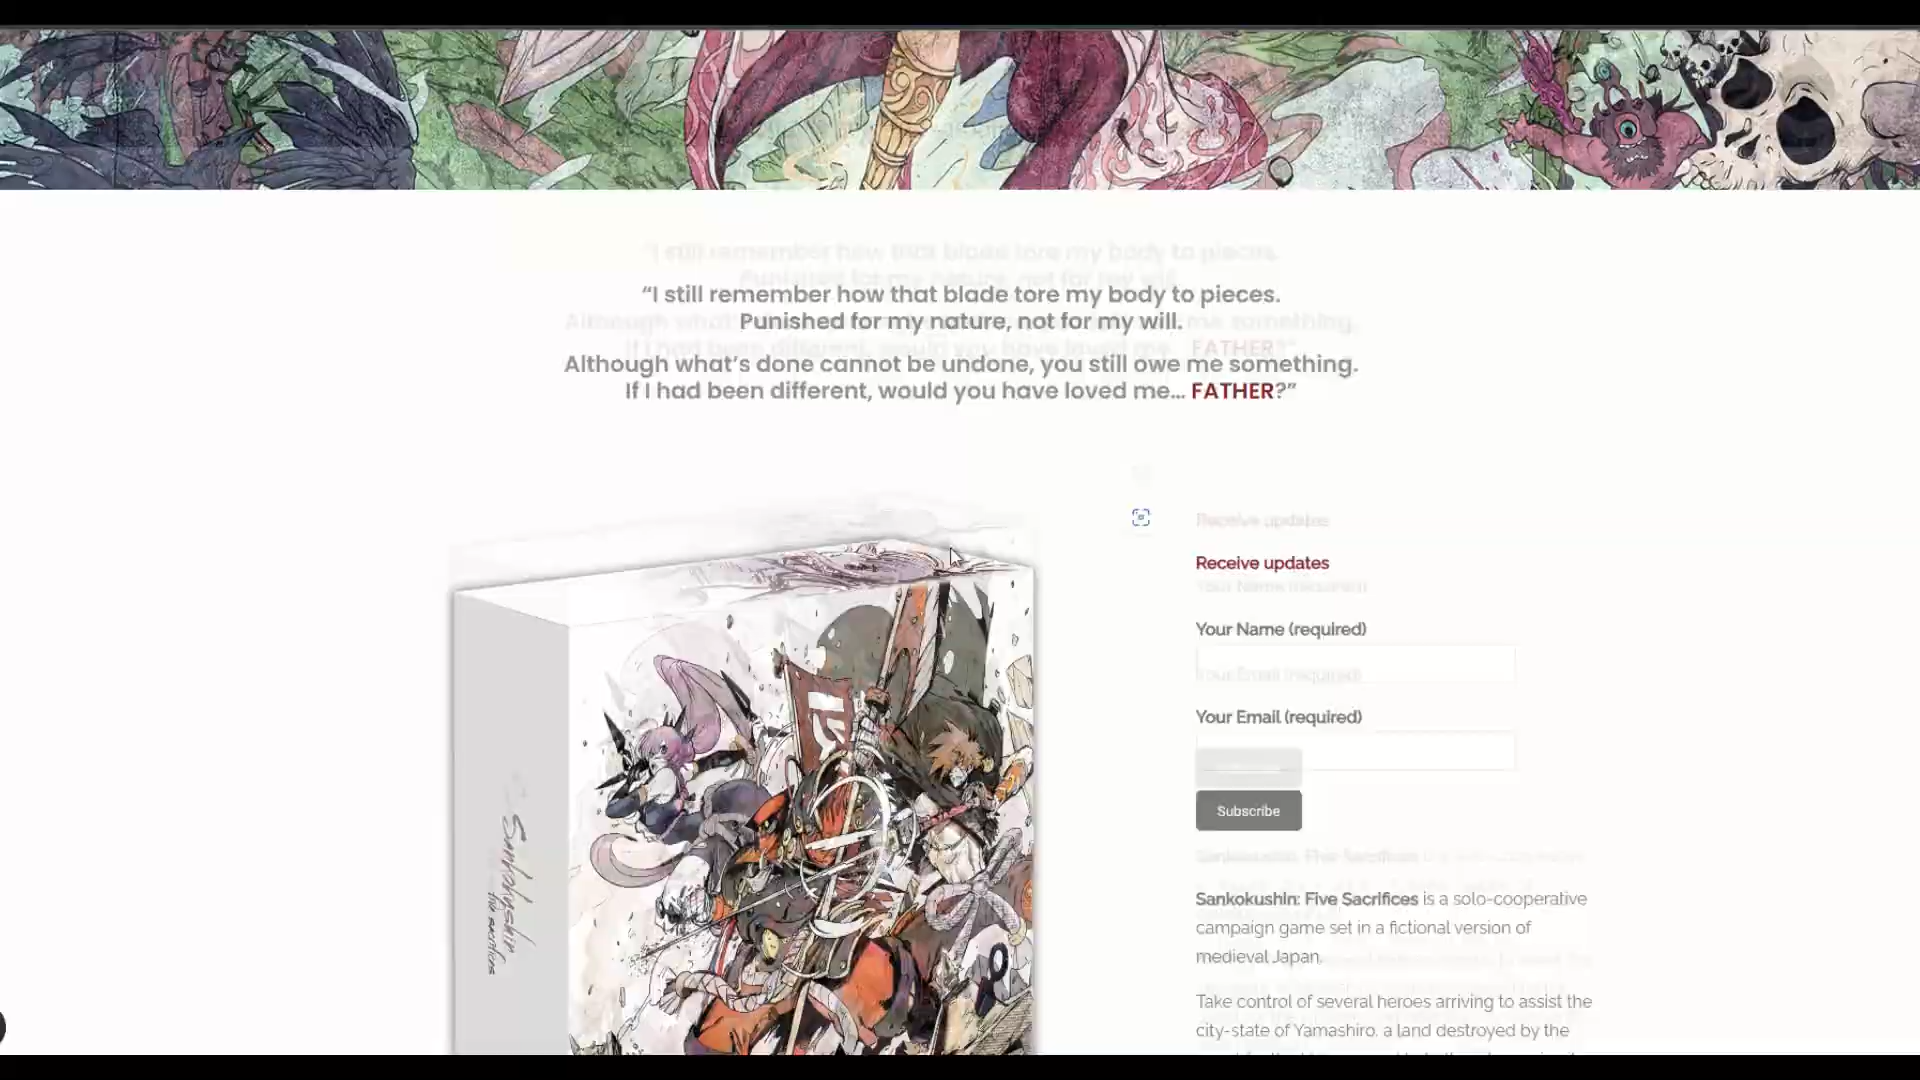 “I still remember how that blade tore my body to pieces.
Punished for my nature, not for my will.
Although what’s done cannot be undone, you still owe me something.
If I had been different, would you have loved me... FATHER?”
Receive updates
Your Name (required)
Your Email (required)
Subscribe
Sankokushin: Five Sacrifices is a solo-cooperative
campaign game set in a fictional version of
medieval Japan.
Take control of several heroes arriving to assist the
city-state of Yamashiro, a land destroyed by the
Sankokushin
five sacrifices